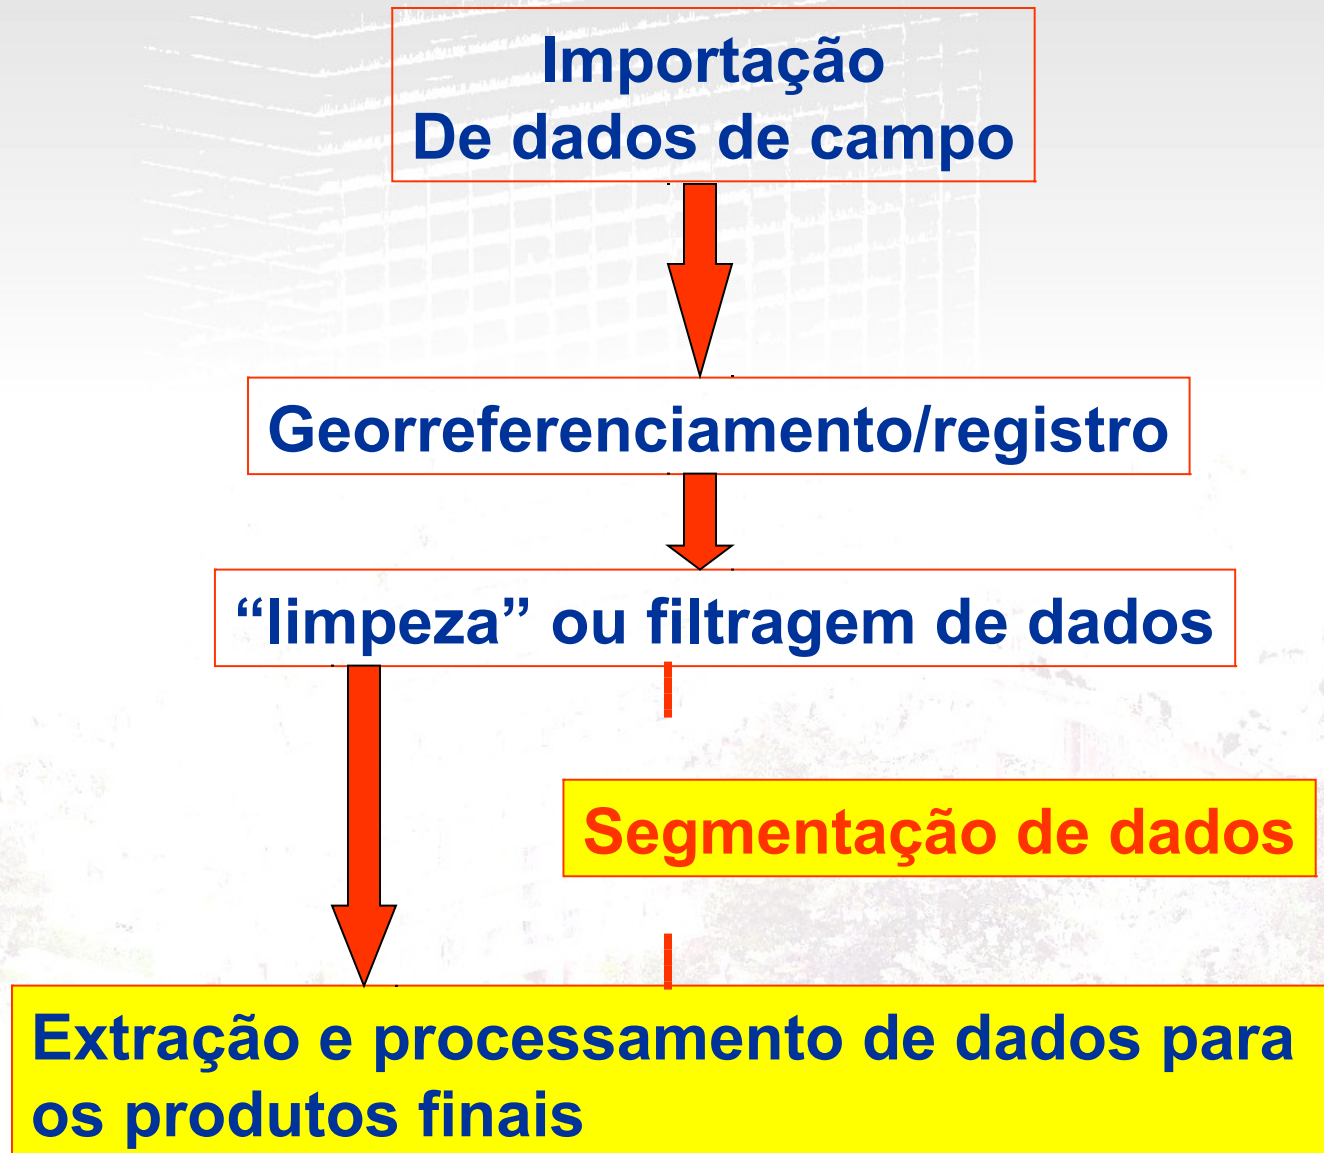 Importação
De dados de campo
Georreferenciamento/registro
“limpeza” ou filtragem de dados
Segmentação de dados
Extração e processamento de dados para
os produtos finais